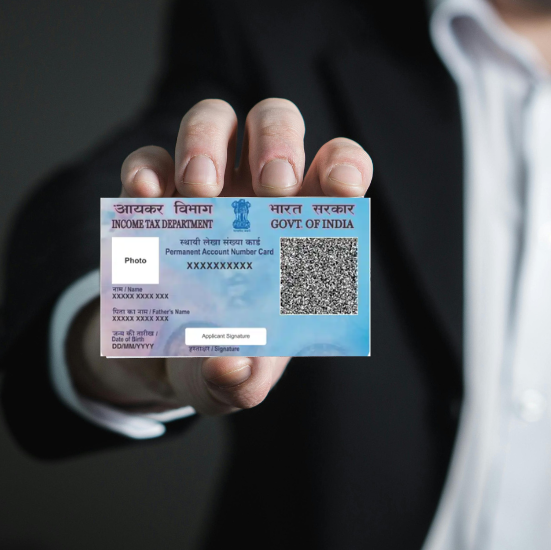 आयकर विभाग भारत सरकार
INCOME TAX DEPARTMENT GOVT. OF INDIA
स्थायी लेखा संख्या कार्ड
Permanent Account Number Card
XXXXXXXXXX
Photo
नाम / Name
XXXXX XXXX XXX
पिता का नाम / Father's Name
XXXXX XXXX XXX
जन्म की तारीख /
Date of Birth
DD/MM/YYYY
Applicant Signature
हस्ताक्षर / Signature